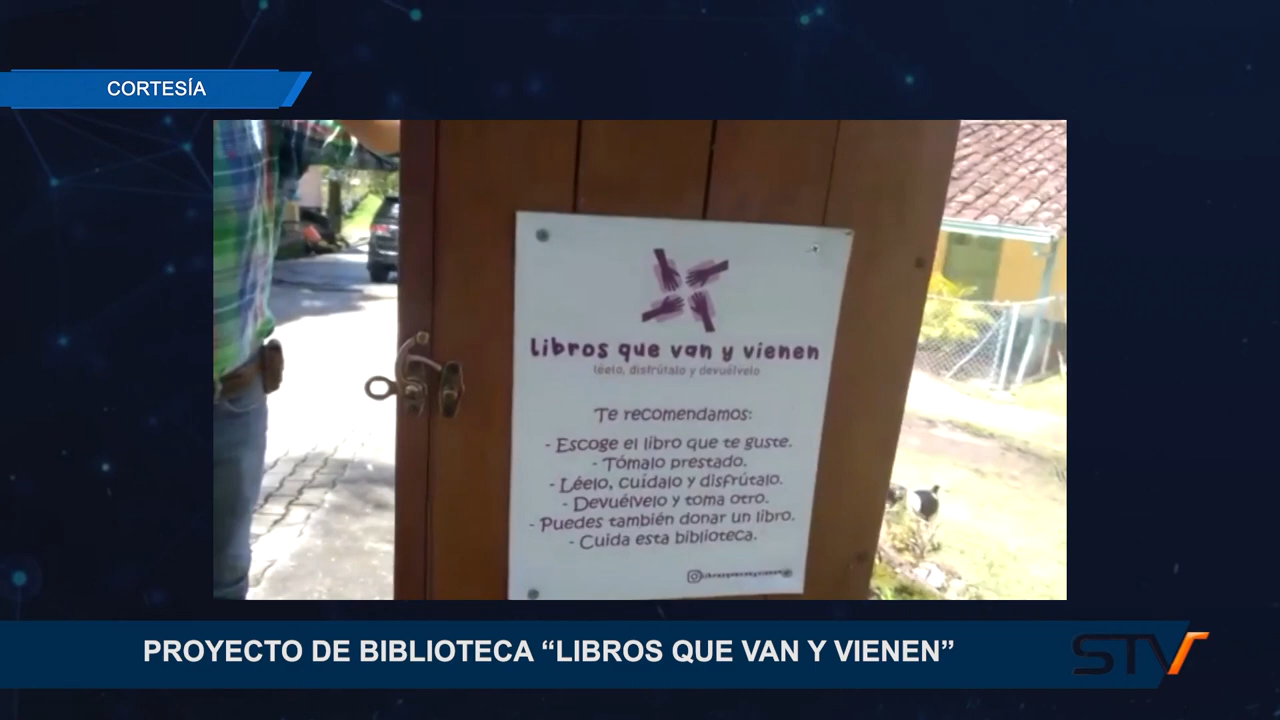 CORTESÍA
libros que van y vienen
léelo, disfrútalo y devuélvelo
Te recomendamos:
- Escoge el libro que te guste.
- Tómalo prestado.
- Léelo, cuídalo y disfrútalo.
- Devuélvelo y toma otro.
- Puedes también donar un libro.
- Cuida esta biblioteca.
PROYECTO DE BIBLIOTECA “LIBROS QUE VAN Y VIENEN”
STV